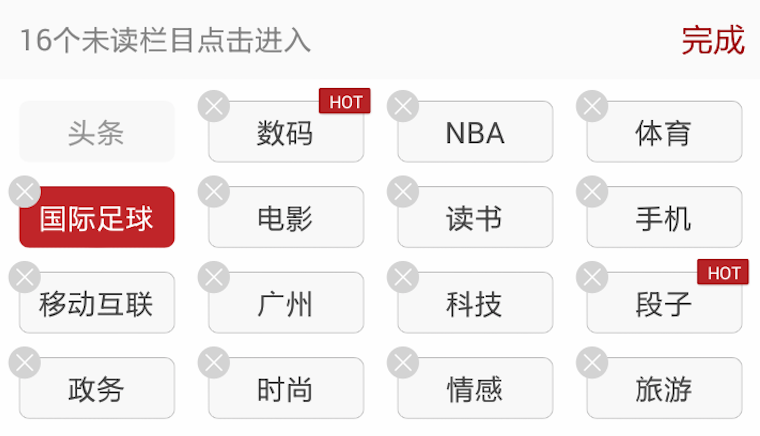 16个未读栏目点击进入 完成
HOT
头条 数码 NBA 体育
国际足球 电影 读书 手机
HOT
移动互联 广州 科技 段子
政务 时尚 情感 旅游